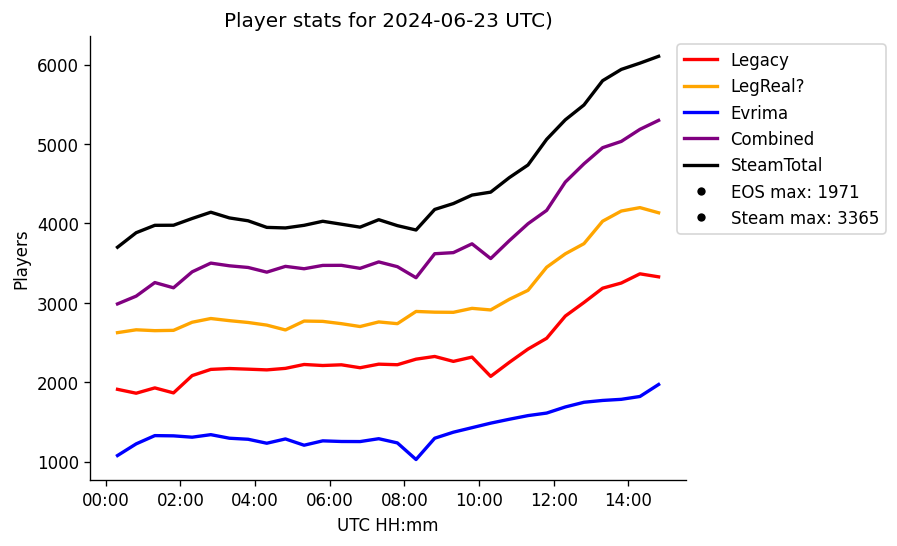 Player stats for 2024-06-23 UTC)
6000
5000
4000
3000
2000
1000
Players
00:00 02:00 04:00 06:00 08:00 10:00 12:00 14:00
UTC HH:mm
Legacy
LegReal?
Evrima
Combined
SteamTotal
EOS max: 1971
Steam max: 3365